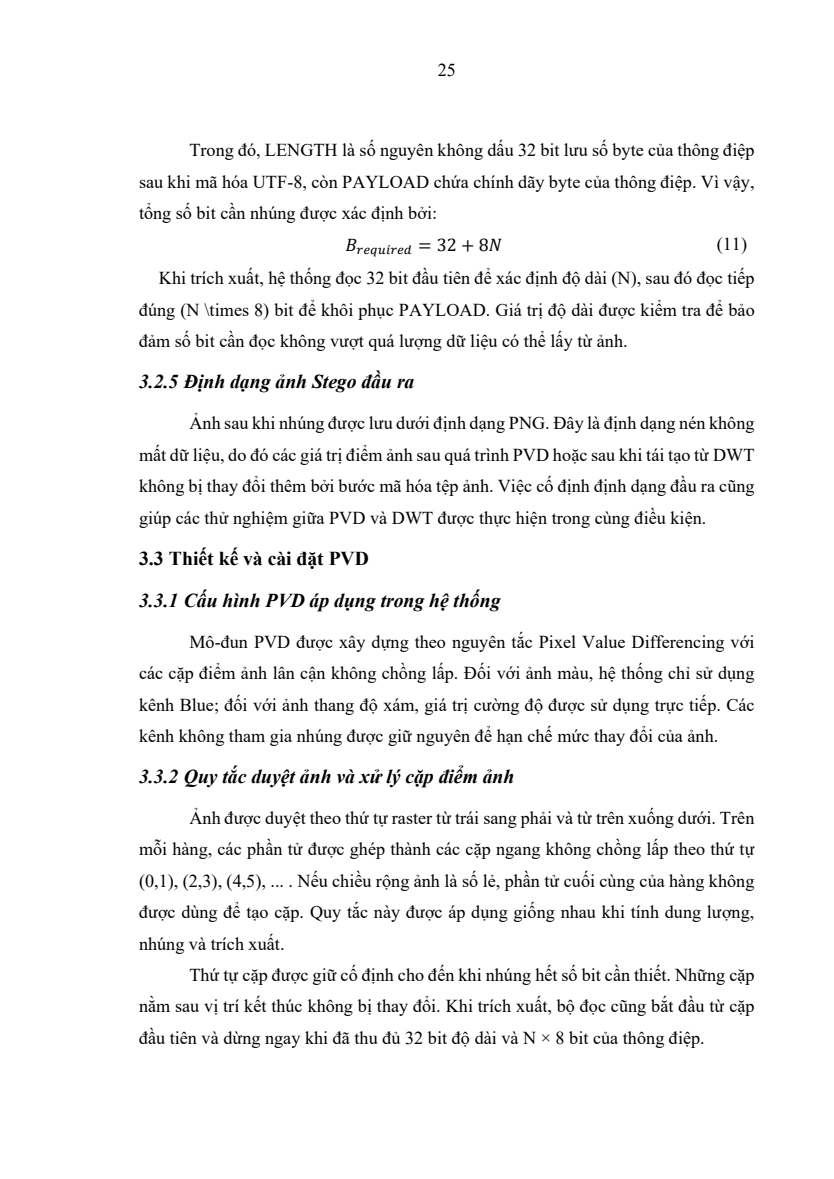 25
Trong đó, LENGTH là số nguyên không dấu 32 bit lưu số byte của thông điệp
sau khi mã hóa UTF-8, còn PAYLOAD chứa chính dãy byte của thông điệp. Vì vậy,
tổng số bit cần nhúng được xác định bởi:
𝐵𝑟𝑒𝑞𝑢𝑖𝑟𝑒𝑑 = 32 + 8𝑁 (11)
Khi trích xuất, hệ thống đọc 32 bit đầu tiên để xác định độ dài (N), sau đó đọc tiếp
đúng (N \times 8) bit để khôi phục PAYLOAD. Giá trị độ dài được kiểm tra để bảo
đảm số bit cần đọc không vượt quá lượng dữ liệu có thể lấy từ ảnh.
3.2.5 Định dạng ảnh Stego đầu ra
Ảnh sau khi nhúng được lưu dưới định dạng PNG. Đây là định dạng nén không
mất dữ liệu, do đó các giá trị điểm ảnh sau quá trình PVD hoặc sau khi tái tạo từ DWT
không bị thay đổi thêm bởi bước mã hóa tệp ảnh. Việc cố định định dạng đầu ra cũng
giúp các thử nghiệm giữa PVD và DWT được thực hiện trong cùng điều kiện.
3.3 Thiết kế và cài đặt PVD
3.3.1 Cấu hình PVD áp dụng trong hệ thống
Mô-đun PVD được xây dựng theo nguyên tắc Pixel Value Differencing với
các cặp điểm ảnh lân cận không chồng lấp. Đối với ảnh màu, hệ thống chỉ sử dụng
kênh Blue; đối với ảnh thang độ xám, giá trị cường độ được sử dụng trực tiếp. Các
kênh không tham gia nhúng được giữ nguyên để hạn chế mức thay đổi của ảnh.
3.3.2 Quy tắc duyệt ảnh và xử lý cặp điểm ảnh
Ảnh được duyệt theo thứ tự raster từ trái sang phải và từ trên xuống dưới. Trên
mỗi hàng, các phần tử được ghép thành các cặp ngang không chồng lấp theo thứ tự
(0,1), (2,3), (4,5), ... . Nếu chiều rộng ảnh là số lẻ, phần tử cuối cùng của hàng không
được dùng để tạo cặp. Quy tắc này được áp dụng giống nhau khi tính dung lượng,
nhúng và trích xuất.
Thứ tự cặp được giữ cố định cho đến khi nhúng hết số bit cần thiết. Những cặp
nằm sau vị trí kết thúc không bị thay đổi. Khi trích xuất, bộ đọc cũng bắt đầu từ cặp
đầu tiên và dừng ngay khi đã thu đủ 32 bit độ dài và N × 8 bit của thông điệp.